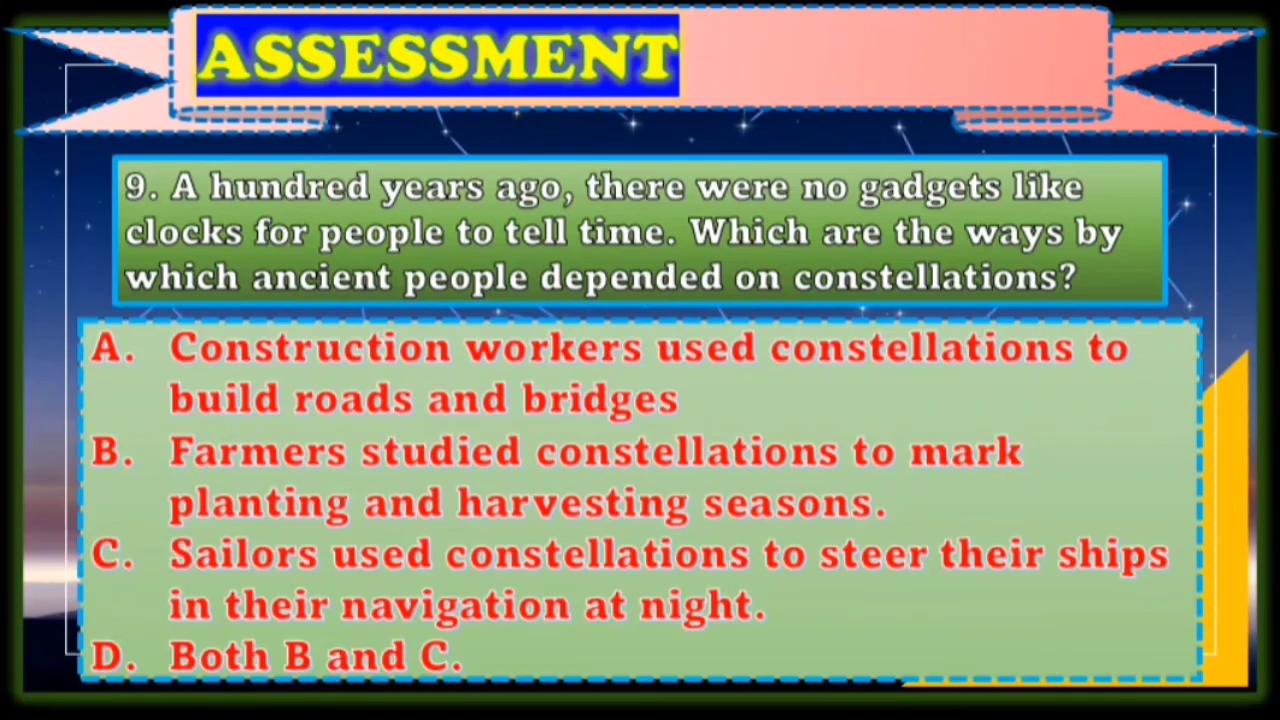 ASSESSMENT
9. A hundred years ago, there were no gadgets like
clocks for people to tell time. Which are the ways by
which ancient people depended on constellations?
A. Construction workers used constellations to
build roads and bridges
B. Farmers studied constellations to mark
planting and harvesting seasons.
C. Sailors used constellations to steer their ships
in their navigation at night.
D. Both B and C.